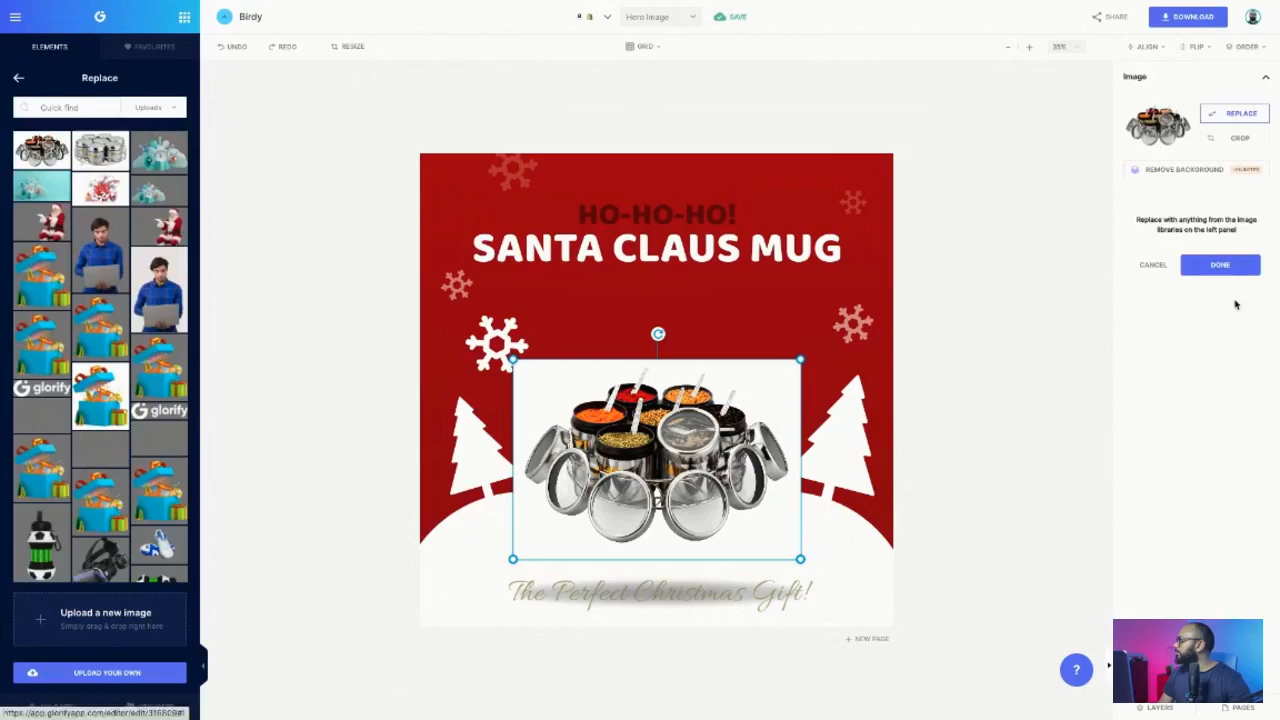 Birdy
Hero Image
SAVE
SHARE
DOWNLOAD
ELEMENTS
FAVOURITES
UNDO
REDO
RESIZE
GRID
35%
ALIGN
FLIP
ORDER
Replace
Quick find
Uploads
Image
REPLACE
CROP
REMOVE BACKGROUND
UNLIMITED
Replace with anything from the image
libraries on the left panel
CANCEL
DONE
HO-HO-HO!
SANTA CLAUS MUG
The Perfect Christmas Gift!
glorify
glorify
Upload a new image
Simply drag & drop right here
UPLOAD YOUR OWN
NEW PAGE
?
LAYERS
PAGES